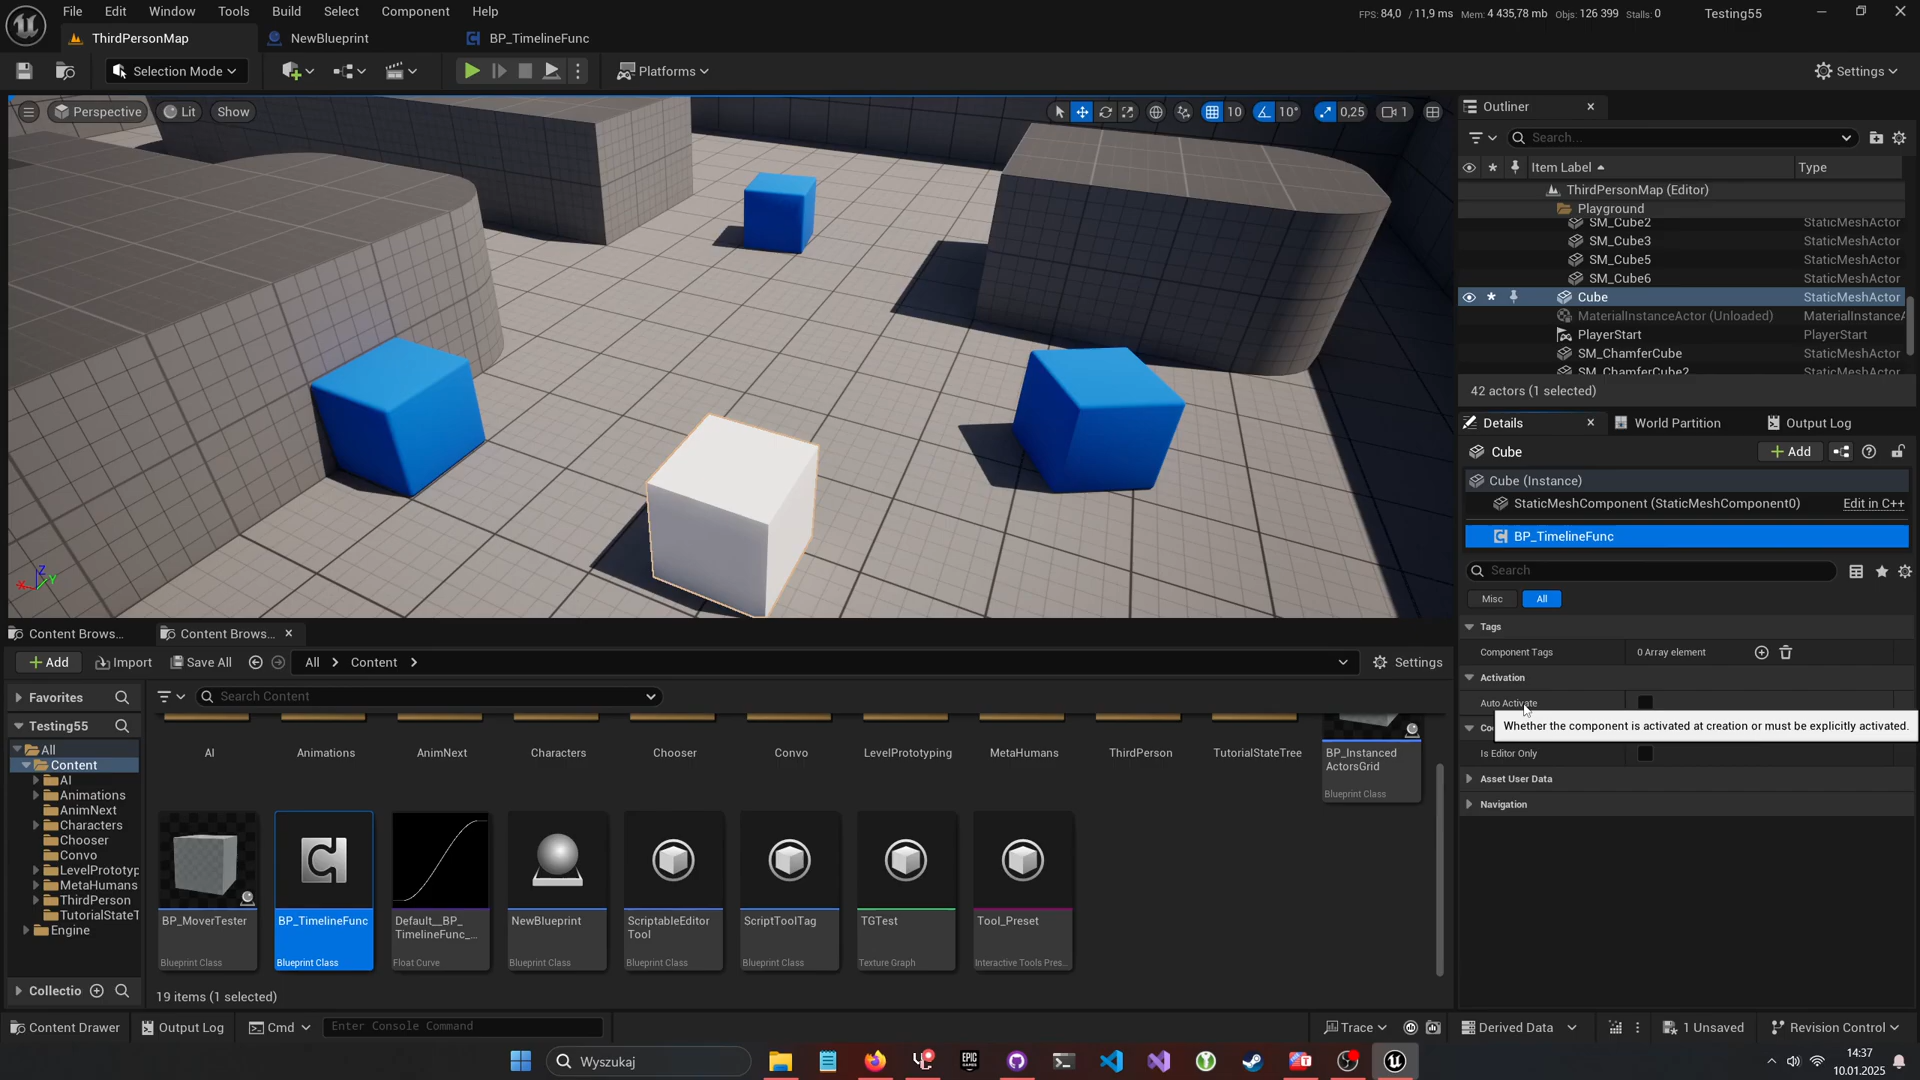 File Edit Window Tools Build Select Component Help
FPS: 84,0 / 11,9 ms Mem: 4 435,78 mb Objs: 126 399 Stalls: 0 Testing55
ThirdPersonMap NewBlueprint BP_TimelineFunc
Selection Mode Platforms Settings
Perspective Lit Show 10 10° 0,25 1
Outliner
Search...
Item Label Type
ThirdPersonMap (Editor)
Playground
SM_Cube2 StaticMeshActor
SM_Cube3 StaticMeshActor
SM_Cube5 StaticMeshActor
SM_Cube6 StaticMeshActor
Cube StaticMeshActor
MaterialInstanceActor (Unloaded) MaterialInstanceA
PlayerStart PlayerStart
SM_ChamferCube StaticMeshActor
SM_ChamferCube2
42 actors (1 selected)
Details World Partition Output Log
Cube Add
Cube (Instance)
StaticMeshComponent (StaticMeshComponent0) Edit in C++
BP_TimelineFunc
Search
Misc All
Tags
Component Tags 0 Array element
Activation
Auto Activate
Whether the component is activated at creation or must be explicitly activated.
Co
Is Editor Only
Asset User Data
Navigation
X Y Z
Content Brows... Content Brows...
Add Import Save All All Content Settings
Favorites
Search Content
Testing55
All
Content
AI
Animations
AnimNext
Characters
Chooser
Convo
LevelPrototyp
MetaHumans
ThirdPerson
TutorialStateT
Engine
Collectio
AI Animations AnimNext Characters Chooser Convo LevelPrototyping MetaHumans ThirdPerson TutorialStateTree
BP_Instanced
ActorsGrid
Blueprint Class
BP_MoverTester
Blueprint Class
BP_TimelineFunc
Blueprint Class
Default__BP_
TimelineFunc_...
Float Curve
NewBlueprint
Blueprint Class
ScriptableEditor
Tool
Blueprint Class
ScriptToolTag
Blueprint Class
TGTest
Texture Graph
Tool_Preset
Interactive Tools Pres...
19 items (1 selected)
Content Drawer Output Log Cmd Enter Console Command Trace Derived Data 1 Unsaved Revision Control
Wyszukaj
EPIC GAMES
14:37
10.01.2025